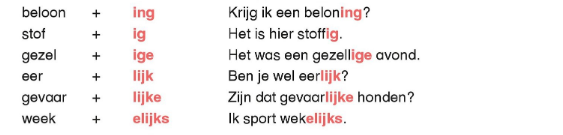 beloon + ing Krijg ik een beloning?
stof + ig Het is hier stoffig.
gezel + ige Het was een gezellige avond.
eer + lijk Ben je wel eerlijk?
gevaar + lijke Zijn dat gevaarlijke honden?
week + elijks Ik sport wekelijks.